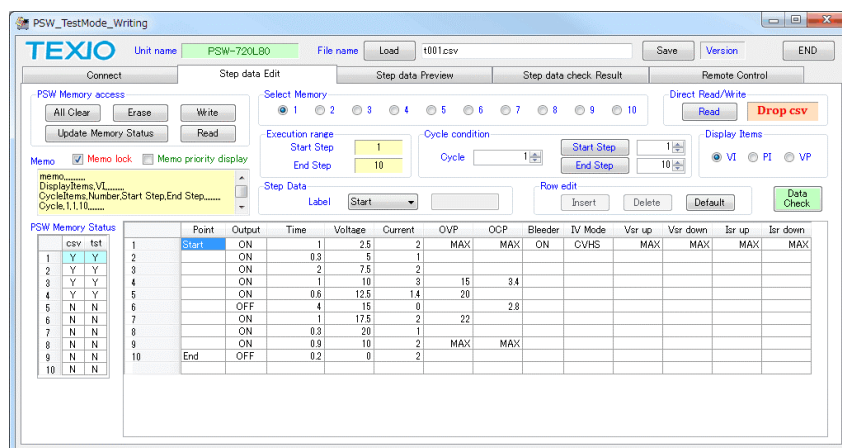 PSW_TestMode_Writing
TEXIO Unit name PSW-720L80 File name Load t001.csv Save Version END
Connect Step data Edit Step data Preview Step data check Result Remote Control
PSW Memory access Select Memory Direct Read/Write
All Clear Erase Write 1 2 3 4 5 6 7 8 9 10 Read Drop csv
Update Memory Status Read
Execution range Cycle condition Display Items
Start Step 1 Cycle 1 Start Step 1 VI PI VP
End Step 10 End Step 10
Memo Memo lock Memo priority display
memo,,,,,,,,,
DisplayItems,VI,,,,,,,,
CycleItems,Number,Start Step,End Step,,,,,,,
Cycle,1,1,10,,,,,,,
Step Data Row edit
Label Start Insert Delete Default Data Check
PSW Memory Status
csv tst
1 Y Y
2 Y Y
3 Y Y
4 Y Y
5 N N
6 N N
7 N N
8 N N
9 N N
10 N N
Point Output Time Voltage Current OVP OCP Bleeder IV Mode Vsr up Vsr down Isr up Isr down
1 Start ON 1 2.5 2 MAX MAX ON CVHS MAX MAX MAX MAX
2 ON 0.3 5 1
3 ON 2 7.5 2
4 ON 1 10 3 15 3.4
5 ON 0.6 12.5 1.4 20
6 OFF 4 15 0 2.8
7 ON 1 17.5 2 22
8 ON 0.3 20 1
9 ON 0.9 10 2 MAX MAX
10 End OFF 0.2 0 2